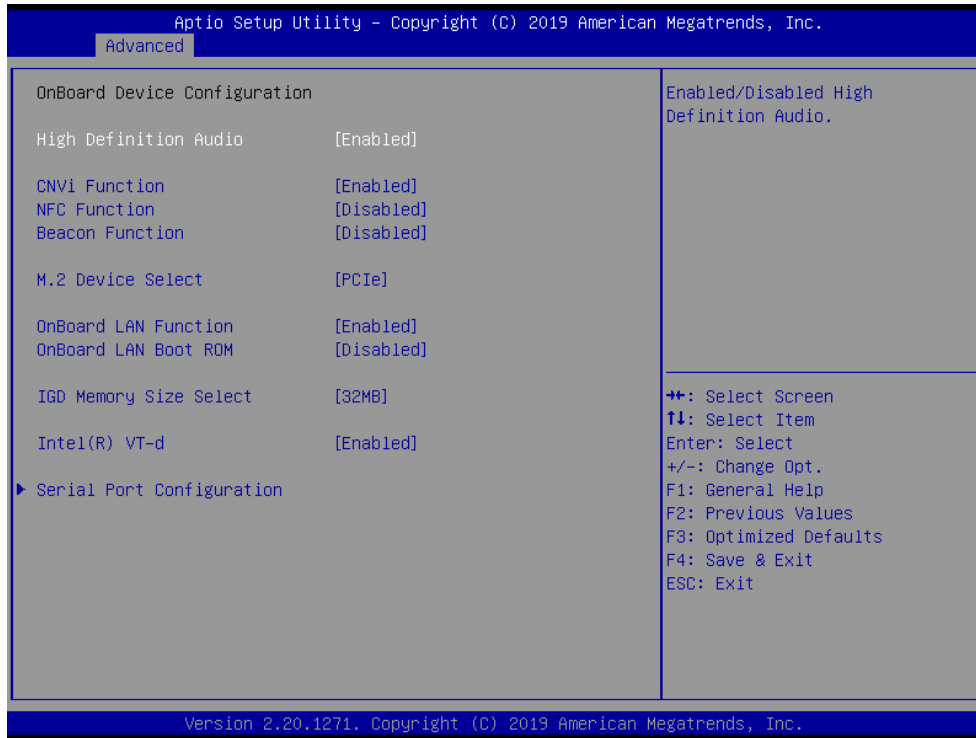 Aptio Setup Utility – Copyright (C) 2019 American Megatrends, Inc.
Advanced
OnBoard Device Configuration
High Definition Audio [Enabled]
CNVi Function [Enabled]
NFC Function [Disabled]
Beacon Function [Disabled]
M.2 Device Select [PCIe]
OnBoard LAN Function [Enabled]
OnBoard LAN Boot ROM [Disabled]
IGD Memory Size Select [32MB]
Intel(R) VT-d [Enabled]
Serial Port Configuration
Enabled/Disabled High
Definition Audio.
→←: Select Screen
↑↓: Select Item
Enter: Select
+/-: Change Opt.
F1: General Help
F2: Previous Values
F3: Optimized Defaults
F4: Save & Exit
ESC: Exit
Version 2.20.1271. Copyright (C) 2019 American Megatrends, Inc.